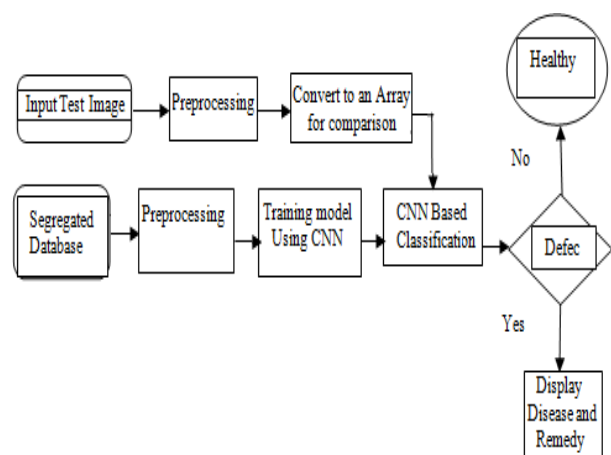 Input Test Image
Preprocessing
Convert to an Array
for comparison
Healthy
No
Segregated
Database
Preprocessing
Training model
Using CNN
CNN Based
Classification
Defec
Yes
Display
Disease and
Remedy